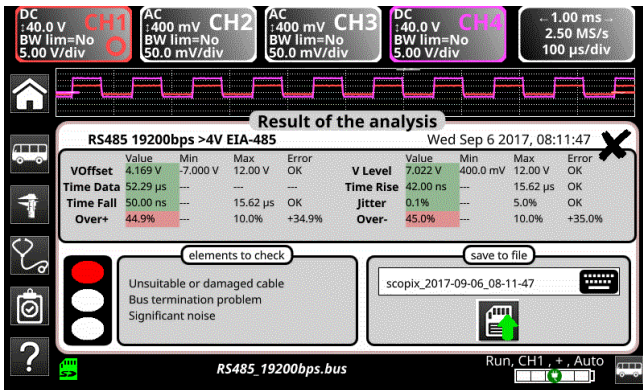 DC
↕40.0 V CH1
BW lim=No
5.00 V/div
AC
↕400 mV CH2
BW lim=No
50.0 mV/div
AC
↕400 mV CH3
BW lim=No
50.0 mV/div
DC
↕40.0 V CH4
BW lim=No
5.00 V/div
←1.00 ms→
2.50 MS/s
100 µs/div
Result of the analysis
RS485 19200bps >4V EIA-485 Wed Sep 6 2017, 08:11:47
Value Min Max Error Value Min Max Error
VOffset 4.169 V -7.000 V 12.00 V OK V Level 7.022 V 400.0 mV 12.00 V OK
Time Data 52.29 µs --- --- --- Time Rise 42.00 ns --- 15.62 µs OK
Time Fall 50.00 ns --- 15.62 µs OK Jitter 0.1% --- 5.0% OK
Over+ 44.9% --- 10.0% +34.9% Over- 45.0% --- 10.0% +35.0%
elements to check
Unsuitable or damaged cable
Bus termination problem
Significant noise
save to file
scopix_2017-09-06_08-11-47
?
RS485_19200bps.bus
Run, CH1 , + , Auto